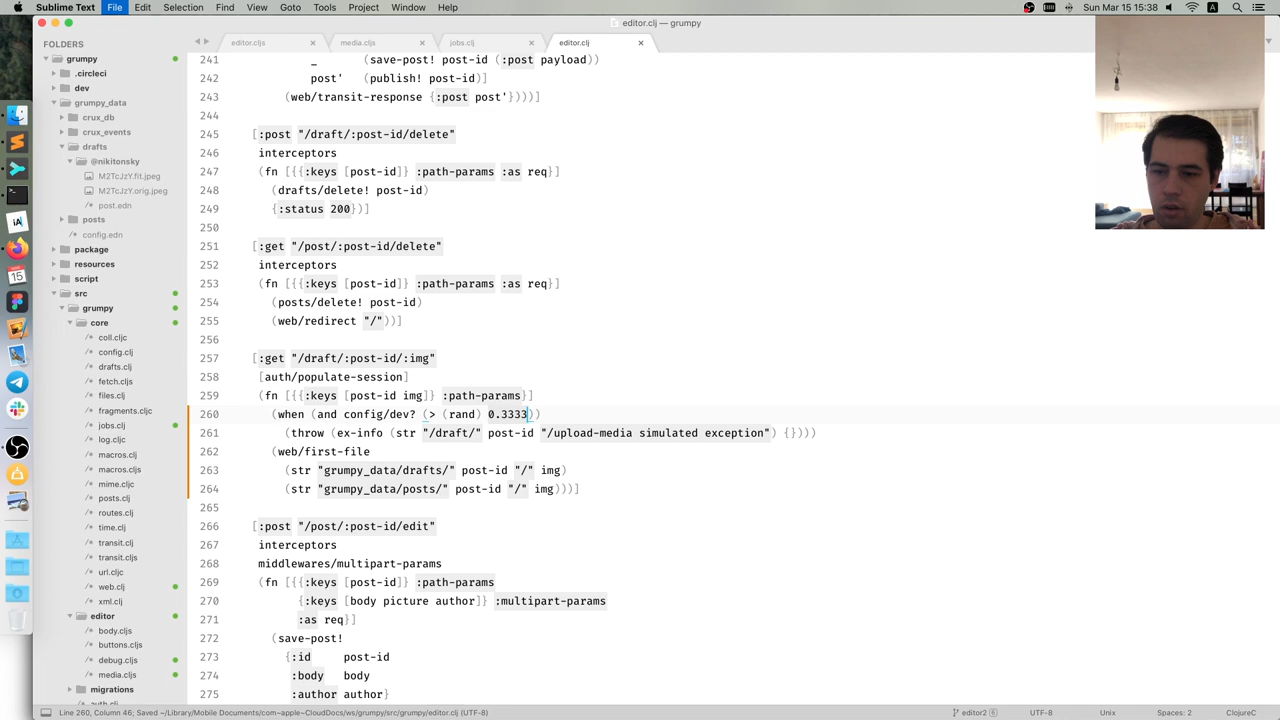 Sublime Text File Edit Selection Find View Goto Tools Project Window Help
A Sun Mar 15 15:38
editor.clj — grumpy
FOLDERS
grumpy
.circleci
dev
grumpy_data
crux_db
crux_events
drafts
@nikitonsky
M2TcJzY.fit.jpeg
M2TcJzY.orig.jpeg
post.edn
posts
config.edn
package
resources
script
src
grumpy
core
coll.cljc
config.clj
drafts.clj
fetch.cljs
files.clj
fragments.cljc
jobs.clj
log.cljc
macros.clj
macros.cljs
mime.cljc
posts.clj
routes.clj
time.clj
transit.clj
transit.cljs
url.cljc
web.clj
xml.clj
editor
body.cljs
buttons.cljs
debug.cljs
media.cljs
migrations
auth.clj
editor.cljs media.cljs jobs.clj editor.clj
241 _ (save-post! post-id (:post payload))
242 post' (publish! post-id)]
243 (web/transit-response {:post post'})))]
244
245 [:post "/draft/:post-id/delete"
246 interceptors
247 (fn [{{:keys [post-id]} :path-params :as req}]
248 (drafts/delete! post-id)
249 {:status 200})]
250
251 [:get "/post/:post-id/delete"
252 interceptors
253 (fn [{{:keys [post-id]} :path-params :as req}]
254 (posts/delete! post-id)
255 (web/redirect "/"))]
256
257 [:get "/draft/:post-id/:img"
258 [auth/populate-session]
259 (fn [{{:keys [post-id img]} :path-params}]
260 (when (and config/dev? (> (rand) 0.3333))
261 (throw (ex-info (str "/draft/" post-id "/upload-media simulated exception") {})))
262 (web/first-file
263 (str "grumpy_data/drafts/" post-id "/" img)
264 (str "grumpy_data/posts/" post-id "/" img)))]
265
266 [:post "/post/:post-id/edit"
267 interceptors
268 middlewares/multipart-params
269 (fn [{{:keys [post-id]} :path-params
270 {:keys [body picture author]} :multipart-params
271 :as req}]
272 (save-post!
273 {:id post-id
274 :body body
275 :author author}
Line 260, Column 46; Saved ~/Library/Mobile Documents/com~apple~CloudDocs/ws/grumpy/src/grumpy/editor.clj (UTF-8)
editor2 6 UTF-8 Unix Spaces: 2 ClojureC
15